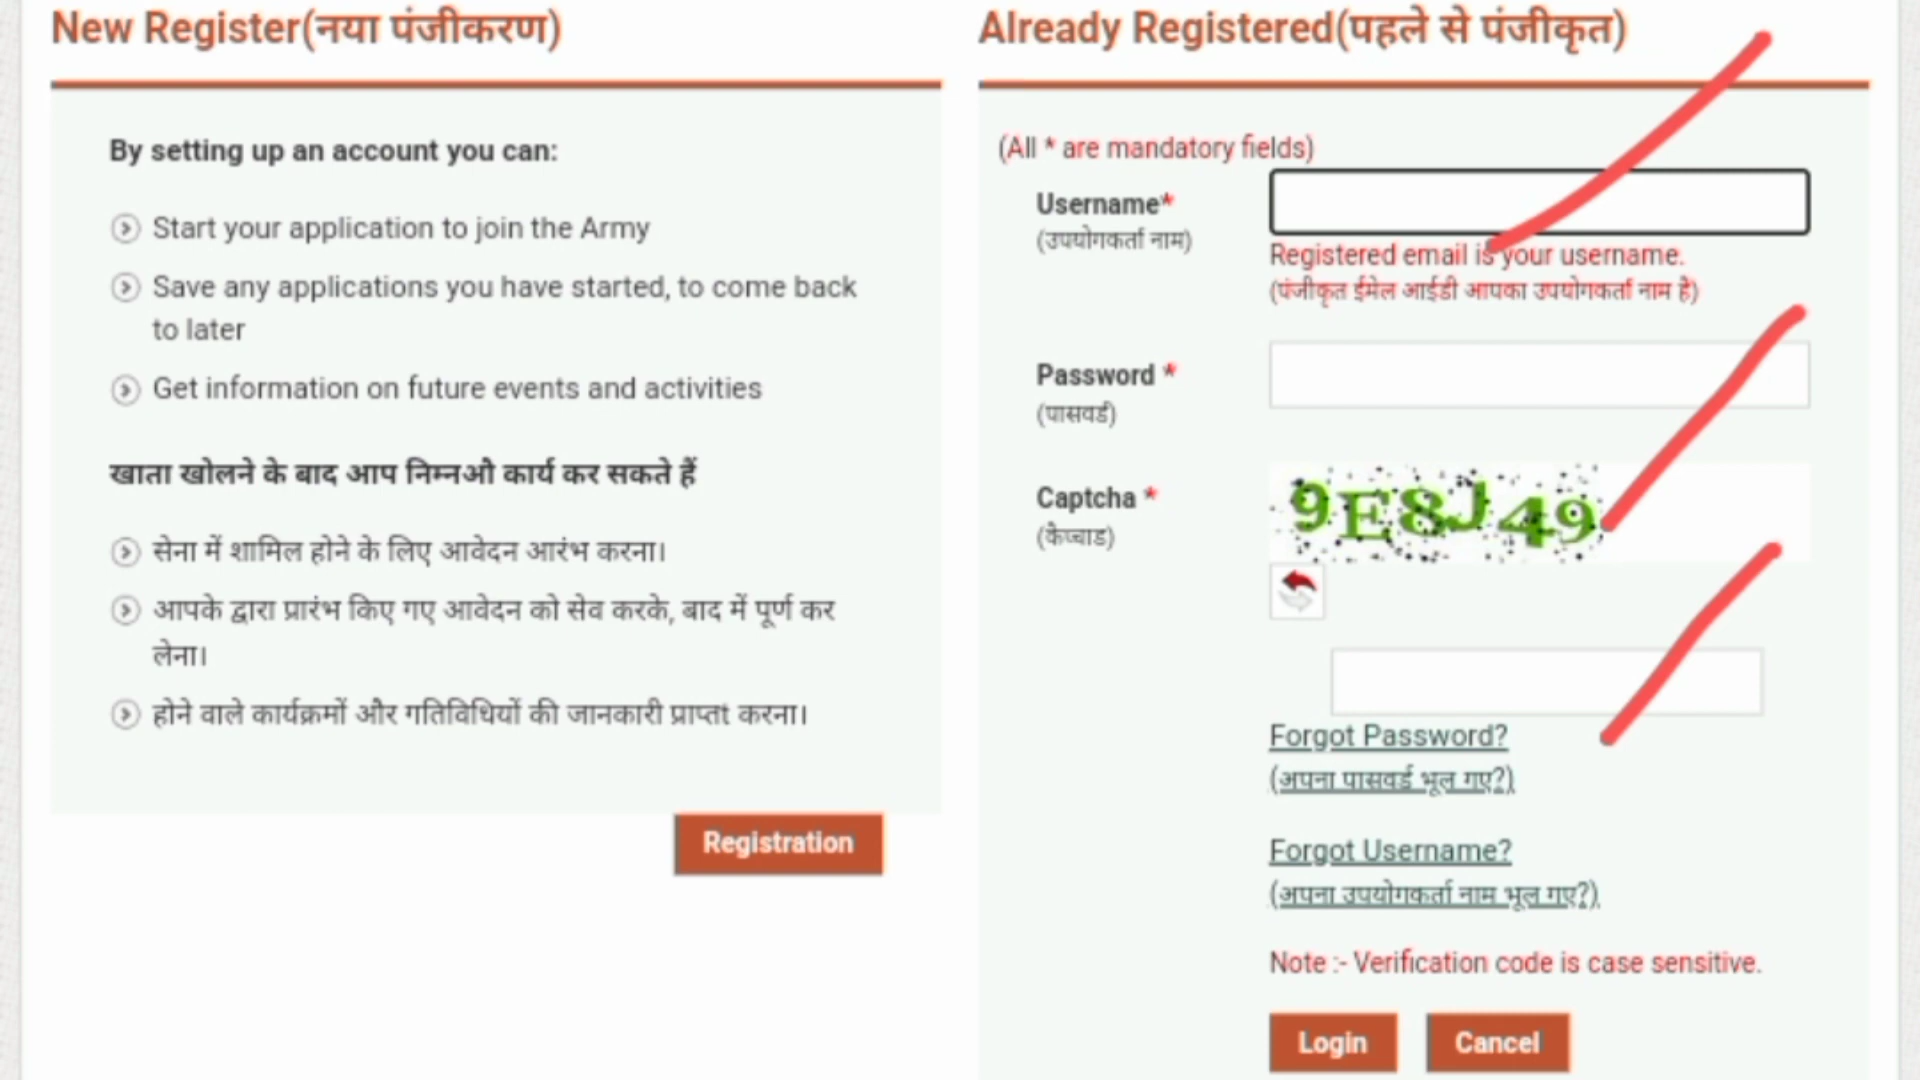 New Register(नया पंजीकरण)
By setting up an account you can:
Start your application to join the Army
Save any applications you have started, to come back
to later
Get information on future events and activities
खाता खोलने के बाद आप निम्नऔ कार्य कर सकते हैं
सेना में शामिल होने के लिए आवेदन आरंभ करना।
आपके द्वारा प्रारंभ किए गए आवेदन को सेव करके, बाद में पूर्ण कर
लेना।
होने वाले कार्यक्रमों और गतिविधियों की जानकारी प्राप्तt करना।
Registration
Already Registered(पहले से पंजीकृत)
(All * are mandatory fields)
Username*
(उपयोगकर्ता नाम)
Registered email is your username.
(पंजीकृत ईमेल आईडी आपका उपयोगकर्ता नाम है)
Password *
(पासवर्ड)
Captcha *
(केप्चाड)
9E8J49
Forgot Password?
(अपना पासवर्ड भूल गए?)
Forgot Username?
(अपना उपयोगकर्ता नाम भूल गए?)
Note :- Verification code is case sensitive.
Login
Cancel